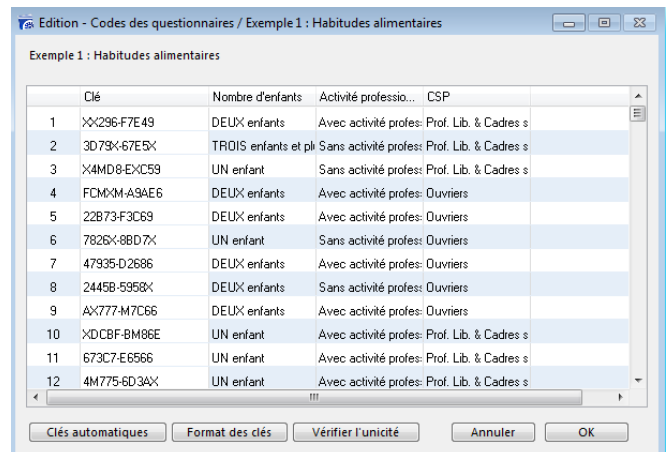 Edition - Codes des questionnaires / Exemple 1 : Habitudes alimentaires
Exemple 1 : Habitudes alimentaires
Clé Nombre d'enfants Activité professio... CSP
1 XX296-F7E49 DEUX enfants Avec activité profes: Prof. Lib. & Cadres s
2 3D79X-67E5X TROIS enfants et plu Sans activité profess Prof. Lib. & Cadres s
3 X4MD8-EXC59 UN enfant Sans activité profess Prof. Lib. & Cadres s
4 FCMXM-A9AE6 DEUX enfants Avec activité profes: Ouvriers
5 22B73-F3C69 DEUX enfants Avec activité profes: Ouvriers
6 7826X-8BD7X UN enfant Sans activité profess Ouvriers
7 47935-D2686 DEUX enfants Avec activité profes: Ouvriers
8 2445B-5958X DEUX enfants Sans activité profess Ouvriers
9 AX777-M7C66 DEUX enfants Avec activité profes: Ouvriers
10 XDCBF-BM86E UN enfant Avec activité profes: Prof. Lib. & Cadres s
11 673C7-E6566 UN enfant Avec activité profes: Prof. Lib. & Cadres s
12 4M775-6D3AX UN enfant Avec activité profes: Prof. Lib. & Cadres s
Clés automatiques Format des clés Vérifier l'unicité Annuler OK